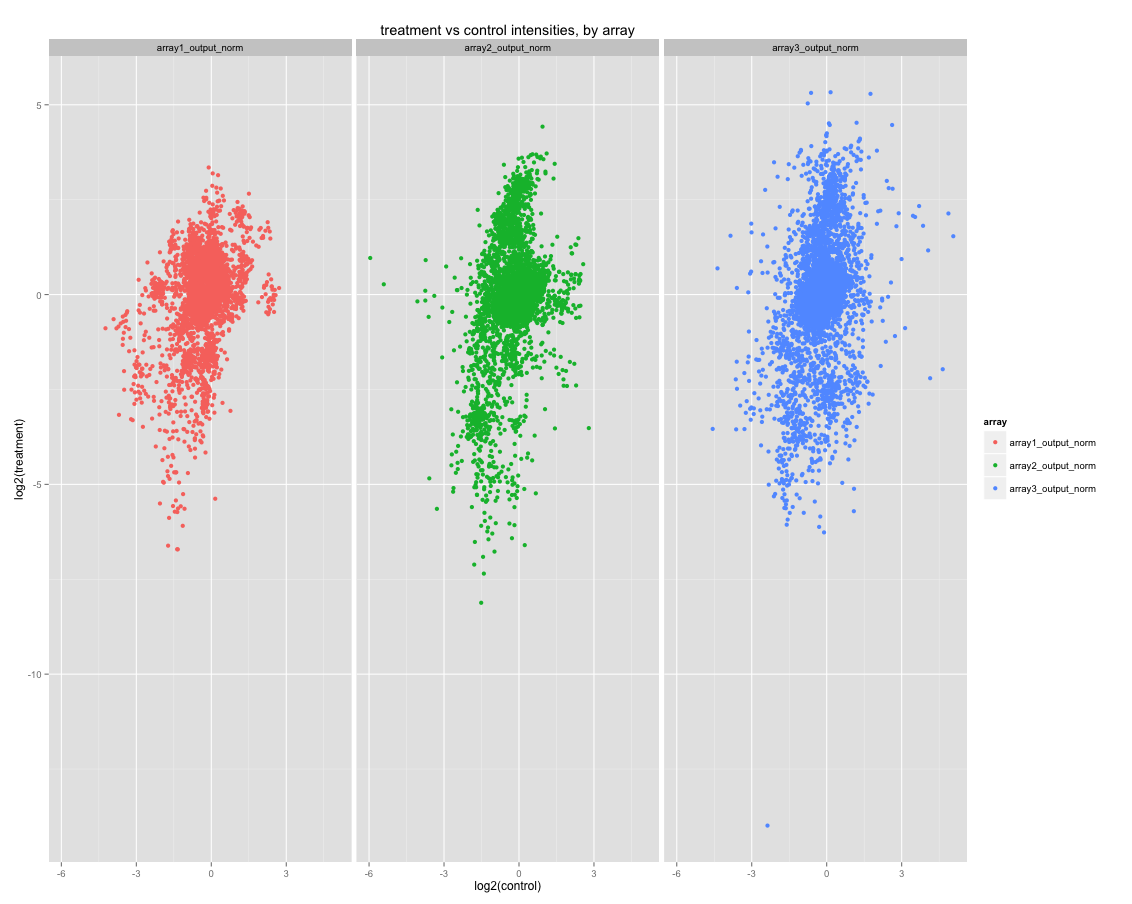 treatment vs control intensities, by array
array1_output_norm
array2_output_norm
array3_output_norm
5
0
-5
-10
log2(treatment)
-6
-3
0
3
-6
-3
0
3
-6
-3
0
3
log2(control)
array
array1_output_norm
array2_output_norm
array3_output_norm